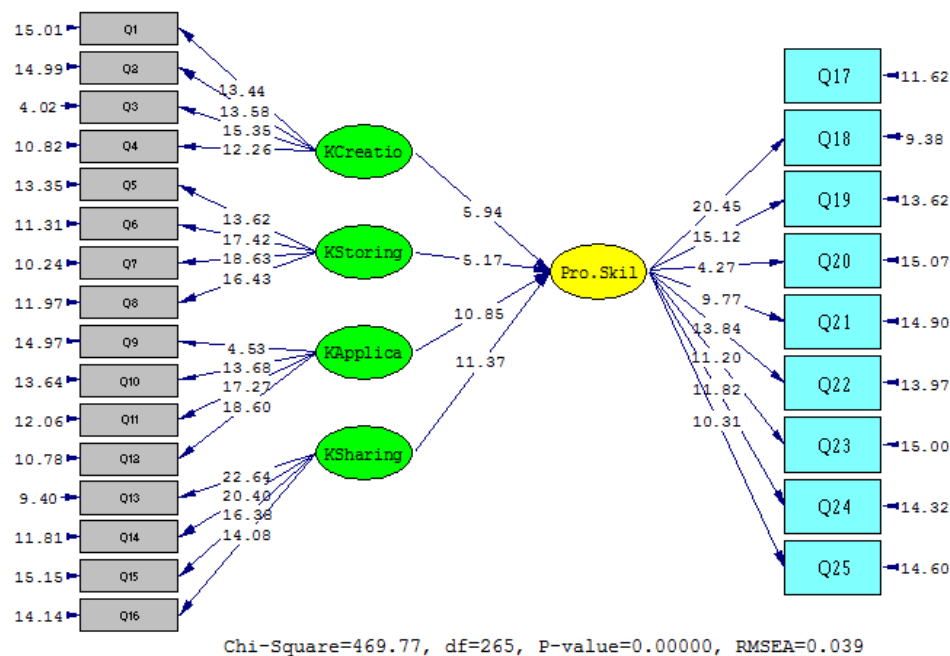 15.01 Q1
14.99 Q2
4.02 Q3
10.82 Q4
13.35 Q5
11.31 Q6
10.24 Q7
11.97 Q8
14.97 Q9
13.64 Q10
12.06 Q11
10.78 Q12
9.40 Q13
11.81 Q14
15.15 Q15
14.14 Q16
13.44
13.58
15.35
12.26
13.62
17.42
18.63
16.43
4.53
13.68
17.27
18.60
22.64
20.40
16.38
14.08
KCreatio
KStoring
KApplica
KSharing
5.94
5.17
10.85
11.37
Pro.Skil
20.45
15.12
4.27
9.77
13.84
11.20
11.82
10.31
Q17 11.62
Q18 9.38
Q19 13.62
Q20 15.07
Q21 14.90
Q22 13.97
Q23 15.00
Q24 14.32
Q25 14.60
Chi-Square=469.77, df=265, P-value=0.00000, RMSEA=0.039